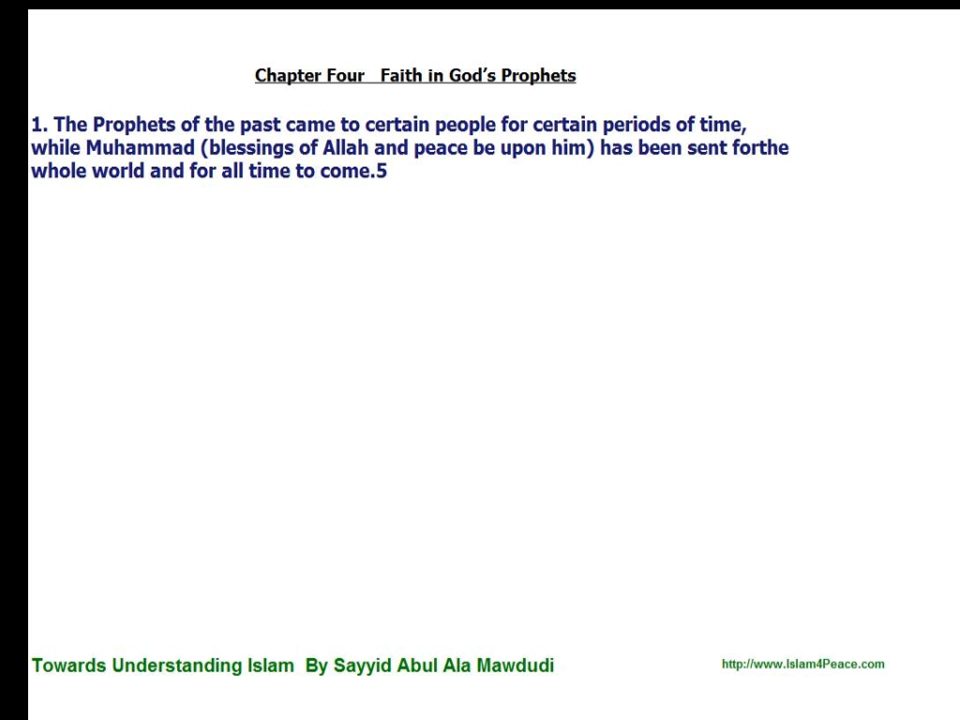 Chapter Four   Faith in God's Prophets
1. The Prophets of the past came to certain people for certain periods of time,
while Muhammad (blessings of Allah and peace be upon him) has been sent forthe
whole world and for all time to come.5
Towards Understanding Islam  By Sayyid Abul Ala Mawdudi
http://www.Islam4Peace.com